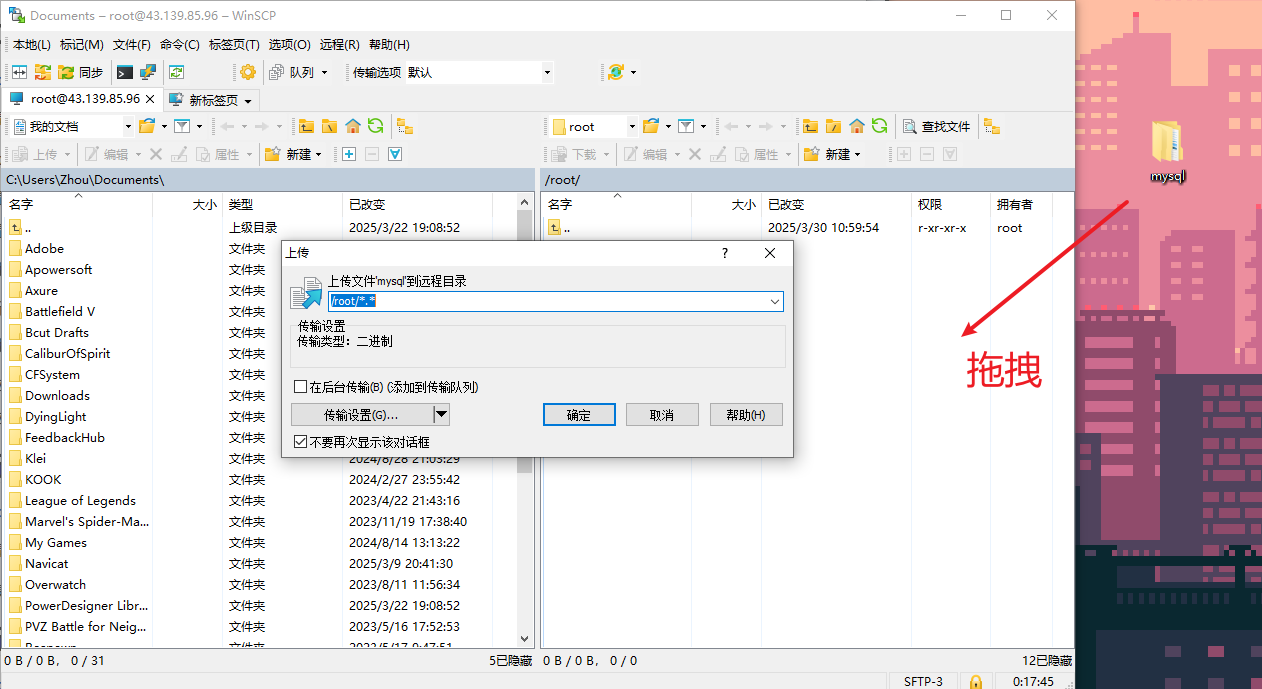 Documents – root@43.139.85.96 – WinSCP
本地(L) 标记(M) 文件(F) 命令(C) 标签页(T) 选项(O) 远程(R) 帮助(H)
同步 队列 传输选项 默认
root@43.139.85.96 新标签页
我的文档 root 查找文件
上传 编辑 属性 新建 下载 编辑 属性 新建
C:\Users\Zhou\Documents\ /root/
名字 大小 类型 已改变 名字 大小 已改变 权限 拥有者
.. 上级目录 2025/3/22 19:08:52 .. 2025/3/30 10:59:54 r-xr-xr-x root
Adobe 文件夹
Apowersoft 文件夹
Axure 文件夹
Battlefield V 文件夹
Bcut Drafts 文件夹
CaliburOfSpirit 文件夹
CFSystem 文件夹
Downloads 文件夹
DyingLight 文件夹
FeedbackHub 文件夹
Klei 文件夹 2024/8/28 21:03:29
KOOK 文件夹 2024/2/27 23:55:42
League of Legends 文件夹 2023/4/22 21:43:16
Marvel's Spider-Ma... 文件夹 2023/11/19 17:38:40
My Games 文件夹 2024/8/14 13:13:22
Navicat 文件夹 2025/3/9 20:41:30
Overwatch 文件夹 2023/8/11 11:56:34
PowerDesigner Libr... 文件夹 2025/3/22 19:08:52
PVZ Battle for Neig... 文件夹 2023/5/16 17:52:53
0 B / 0 B, 0 / 31 5已隐藏 0 B / 0 B, 0 / 0 12已隐藏
SFTP-3 0:17:45
上传 ?
上传文件'mysql'到远程目录
/root/*.*
传输设置
传输类型：二进制
在后台传输(B) (添加到传输队列)
传输设置(G)... 确定 取消 帮助(H)
不要再次显示该对话框
mysql
拖拽